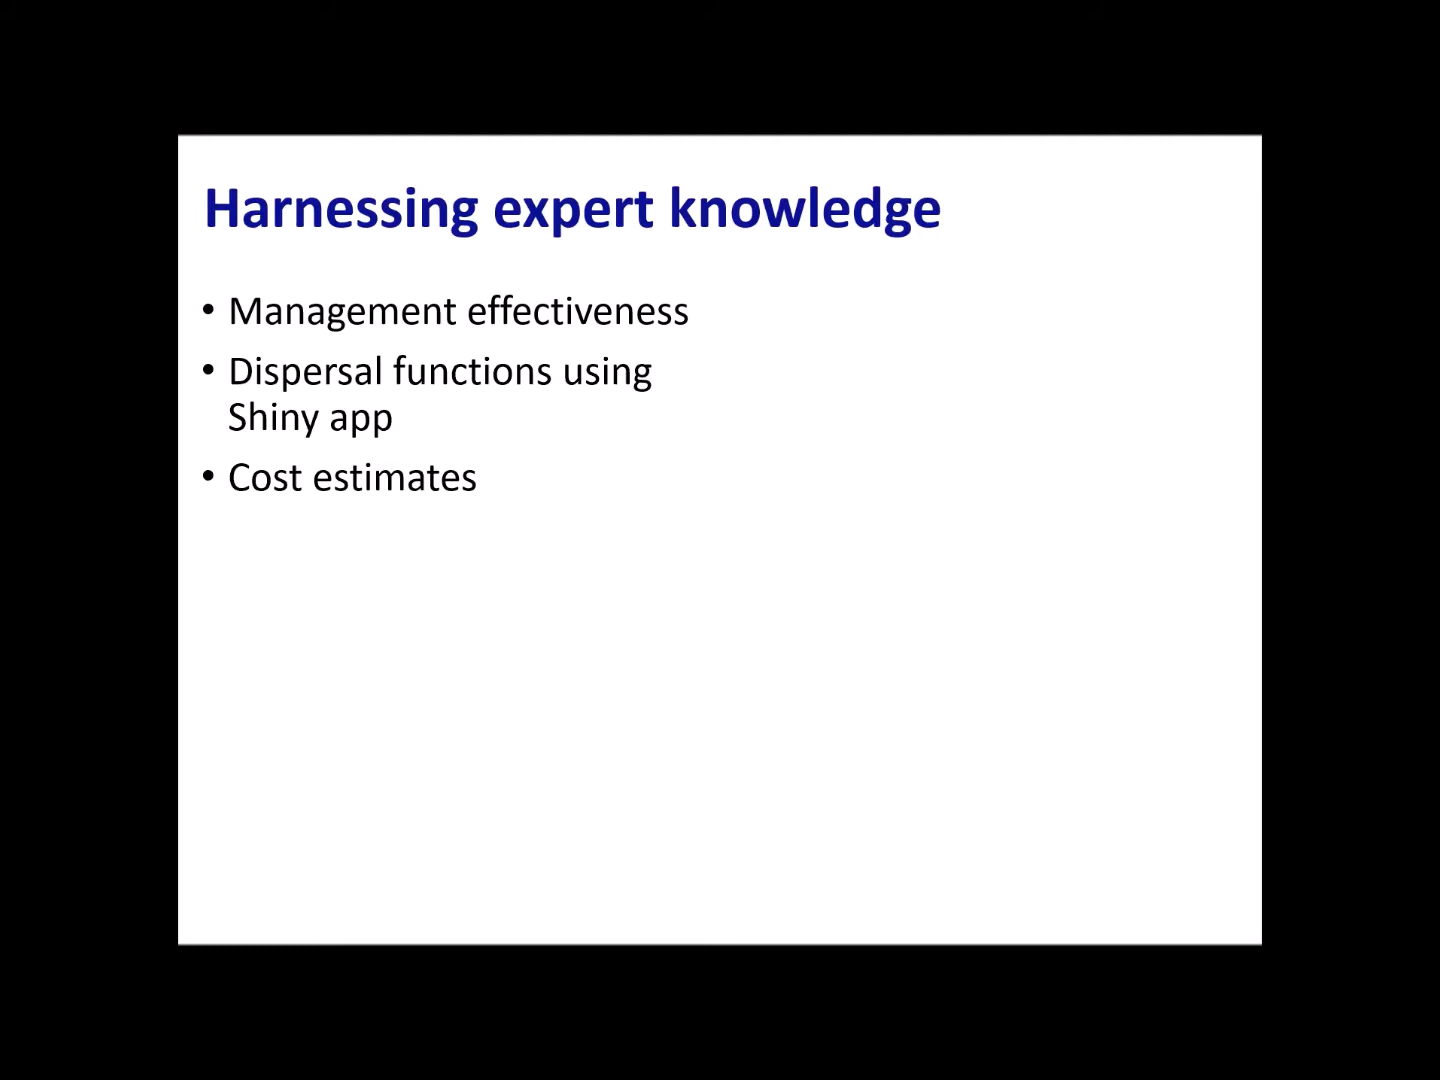 Harnessing expert knowledge
• Management effectiveness
• Dispersal functions using
Shiny app
• Cost estimates